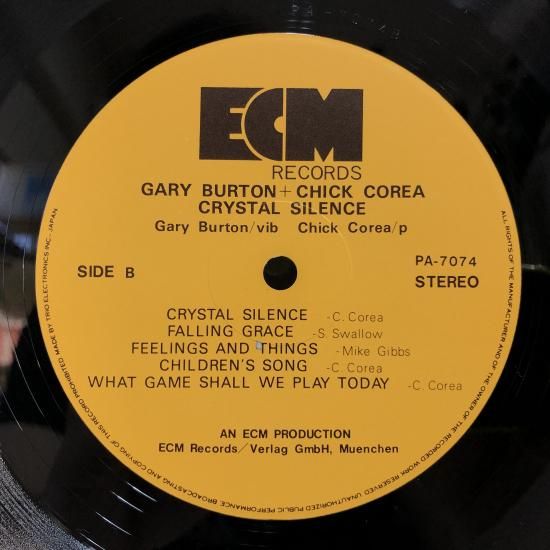 ECM
RECORDS
GARY BURTON + CHICK COREA
CRYSTAL SILENCE
Gary Burton/vib Chick Corea/p
SIDE B
PA-7074
STEREO
CRYSTAL SILENCE -C. Corea
FALLING GRACE -S. Swallow
FEELINGS AND THINGS -Mike Gibbs
CHILDREN'S SONG -C. Corea
WHAT GAME SHALL WE PLAY TODAY -C. Corea
AN ECM PRODUCTION
ECM Records/Verlag GmbH, Muenchen
ALL RIGHTS OF THE MANUFACTURER AND OF THE OWNER OF THE RECORDED WORK RESERVED UNAUTHORIZED PUBLIC PERFORMANCE BROADCASTING AND COPYING OF THIS RECORD PROHIBITED MADE BY TRIO ELECTRONICS INC., JAPAN